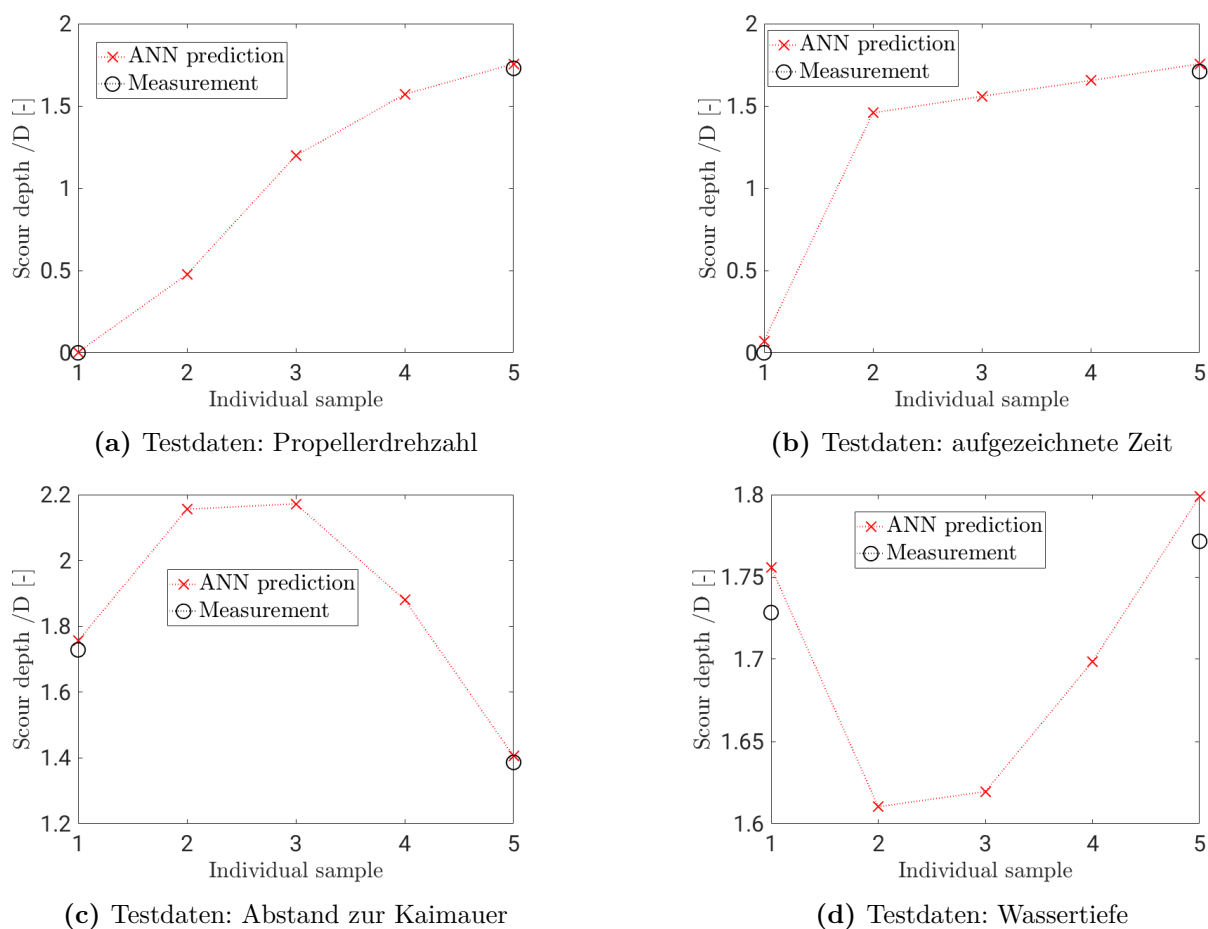 2
1.5
1
0.5
0
ANN prediction
Measurement
Scour depth /D [-]
1 2 3 4 5
Individual sample
(a) Testdaten: Propellerdrehzahl
2
1.5
1
0.5
0
ANN prediction
Measurement
Scour depth /D [-]
1 2 3 4 5
Individual sample
(b) Testdaten: aufgezeichnete Zeit
2.2
2
1.8
1.6
1.4
1.2
ANN prediction
Measurement
Scour depth /D [-]
1 2 3 4 5
Individual sample
(c) Testdaten: Abstand zur Kaimauer
1.8
1.75
1.7
1.65
1.6
ANN prediction
Measurement
Scour depth /D [-]
1 2 3 4 5
Individual sample
(d) Testdaten: Wassertiefe